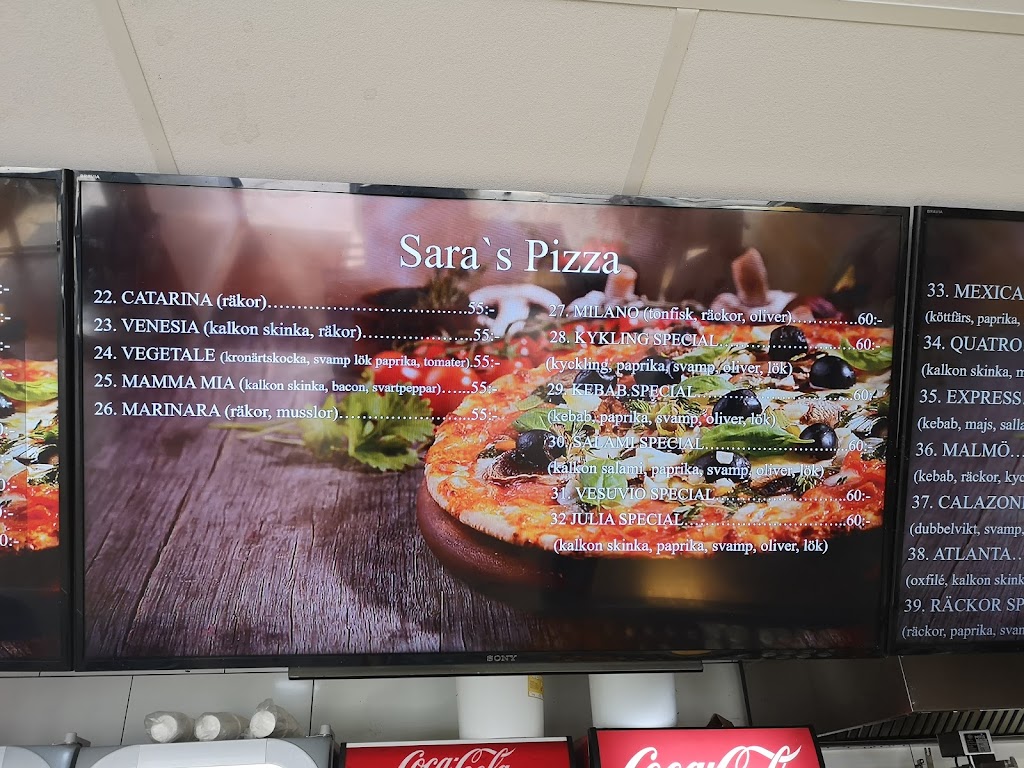 Sara`s Pizza
22. CATARINA (räkor)...............................55:-
23. VENESIA (kalkon skinka, räkor)..................55:-
24. VEGETALE (kronärtskocka, svamp lök paprika, tomater).55:-
25. MAMMA MIA (kalkon skinka, bacon, svartpeppar)......55:-
26. MARINARA (räkor, musslor)....................55:-
27. MILANO (tonfisk, räckor, oliver).............60:-
28. KYKLING SPECIAL..........................60:-
(kyckling, paprika, svamp, oliver, lök)
29. KEBAB SPECIAL..............................60:-
(kebab, paprika, svamp, oliver, lök)
30. SALAMI SPECIAL............................60:-
(kalkon salami, paprika, svamp, oliver, lök)
31. VESUVIO SPECIAL.........................60:-
32 JULIA SPECIAL..............................60:-
(kalkon skinka, paprika, svamp, oliver, lök)
33. MEXICA
(köttfärs, paprika,
34. QUATRO
(kalkon skinka, m
35. EXPRESS
(kebab, majs, salla
36. MALMÖ...
(kebab, räckor, kyc
37. CALAZON
(dubbelvikt, svamp,
38. ATLANTA...
(oxfilé, kalkon skink
39. RÄCKOR SP
(räckor, paprika, svam
SONY
Coca-Cola
Coca-Cola